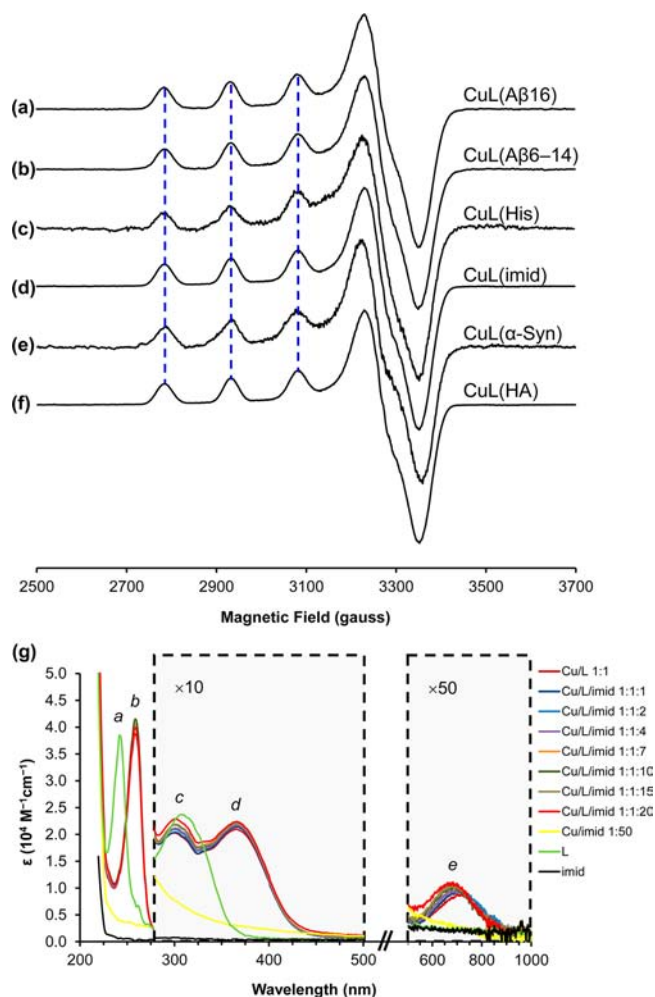 (a)
CuL(Aβ16)
(b)
CuL(Aβ6–14)
(c)
CuL(His)
(d)
CuL(imid)
(e)
CuL(α-Syn)
(f)
CuL(HA)
2500 2700 2900 3100 3300 3500 3700
Magnetic Field (gauss)
(g)
5.0
4.5
4.0
3.5
3.0
2.5
2.0
1.5
1.0
0.5
0.0
ε (10⁴ M⁻¹cm⁻¹)
a
b
×10
c
d
×50
e
200 300 400 500 600 800 1000
Wavelength (nm)
Cu/L 1:1
Cu/L/imid 1:1:1
Cu/L/imid 1:1:2
Cu/L/imid 1:1:4
Cu/L/imid 1:1:7
Cu/L/imid 1:1:10
Cu/L/imid 1:1:15
Cu/L/imid 1:1:20
Cu/imid 1:50
L
imid